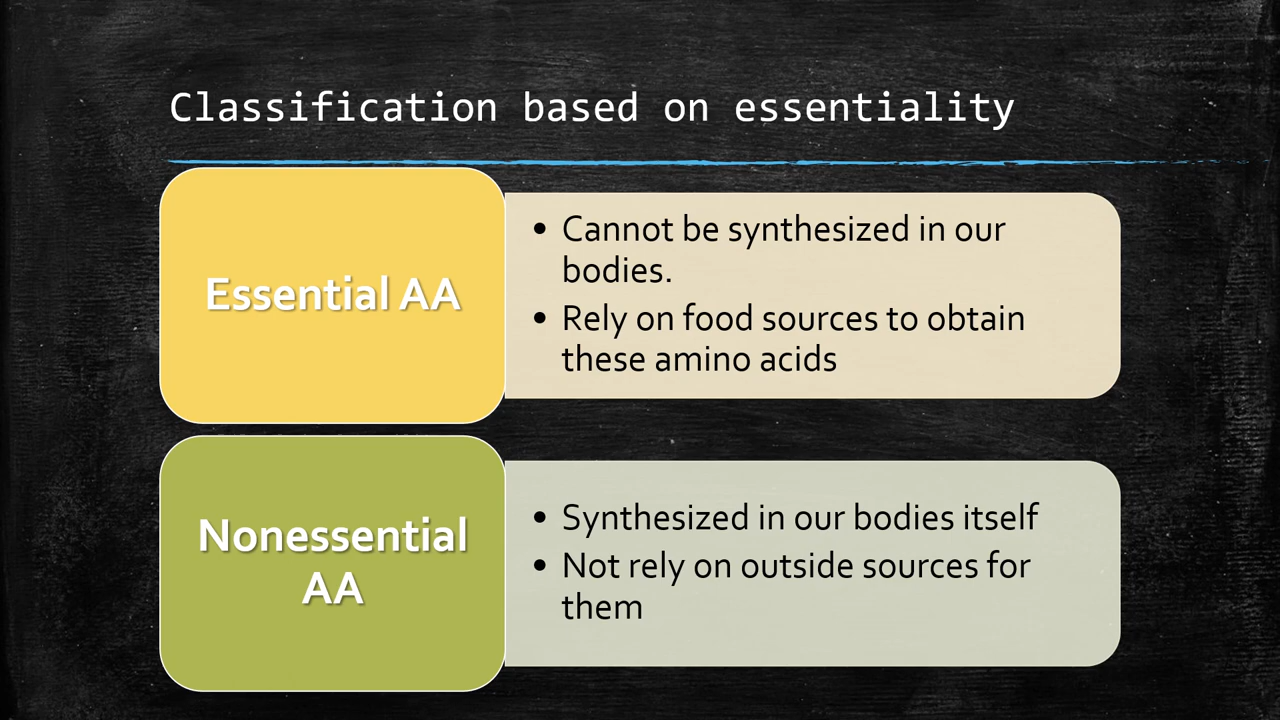 Classification based on essentiality
Essential AA
• Cannot be synthesized in our
bodies.
• Rely on food sources to obtain
these amino acids
Nonessential
AA
• Synthesized in our bodies itself
• Not rely on outside sources for
them